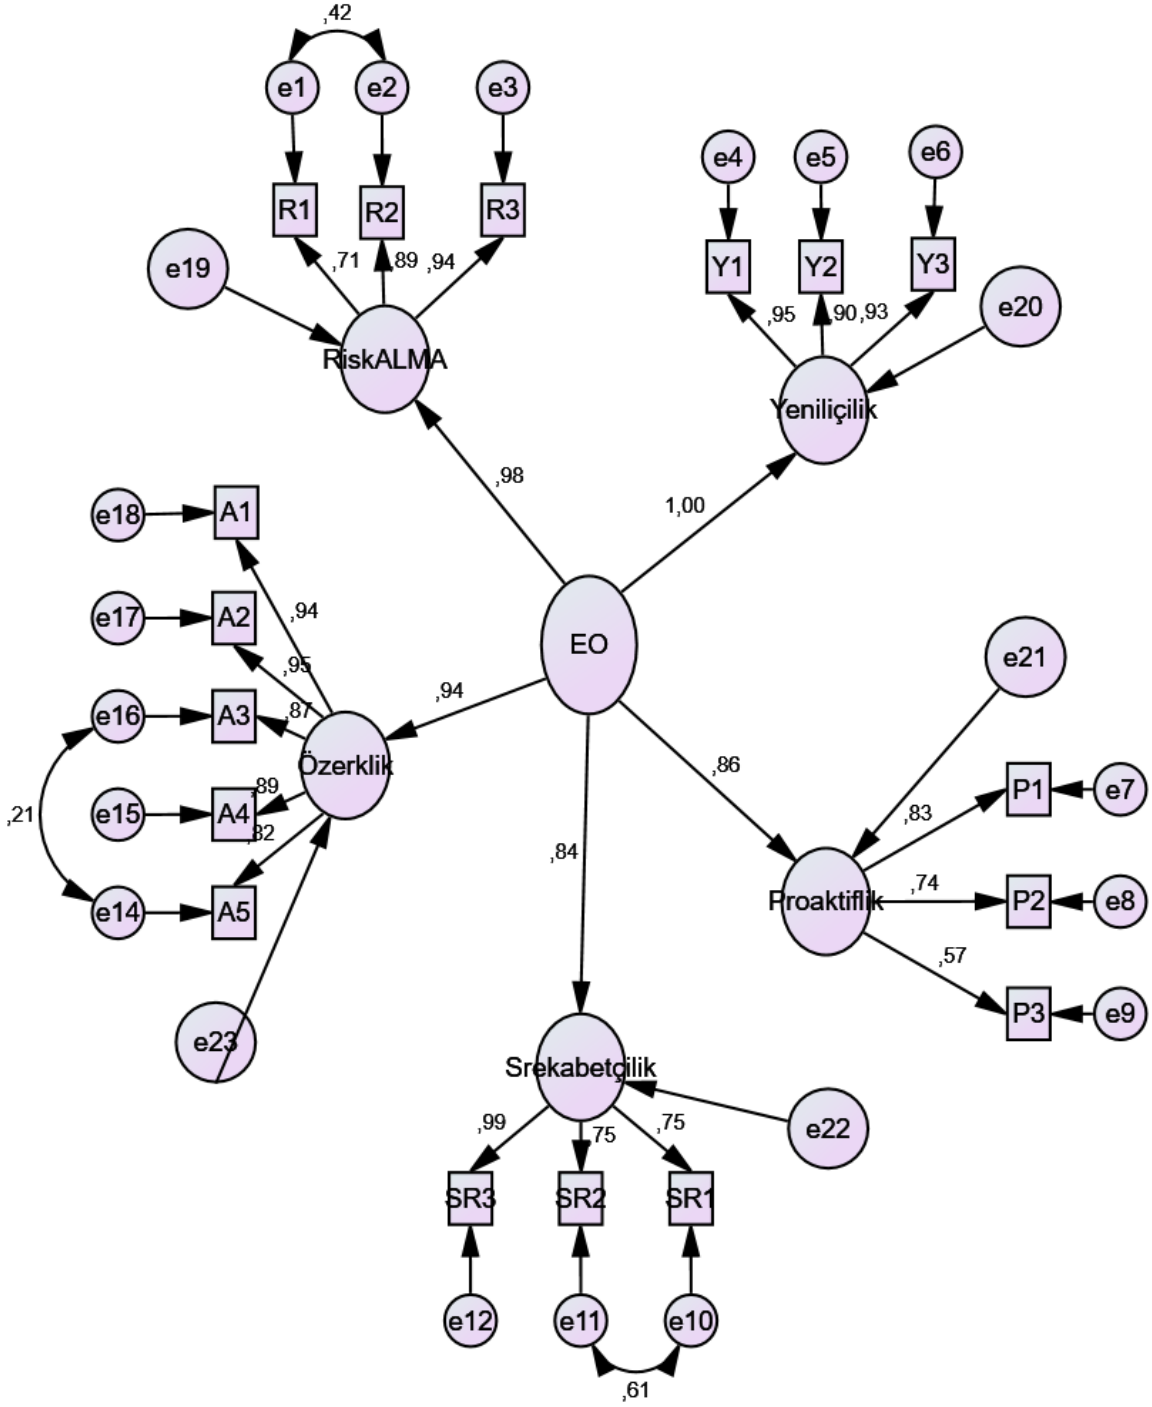 ,42
e1
e2
e3
R1
R2
R3
,71
,89
,94
e19
RiskALMA
e4
e5
e6
Y1
Y2
Y3
,95
,90
,93
e20
Yeniliçilik
,98
1,00
EO
e18
A1
e17
A2
e16
A3
e15
A4
e14
A5
,94
,95
,87
,89
,82
,21
Özerklik
,94
e23
e21
,86
,84
Proaktiflik
,83
,74
,57
P1
e7
P2
e8
P3
e9
Srekabetçilik
e22
,99
,75
,75
SR3
SR2
SR1
e12
e11
e10
,61